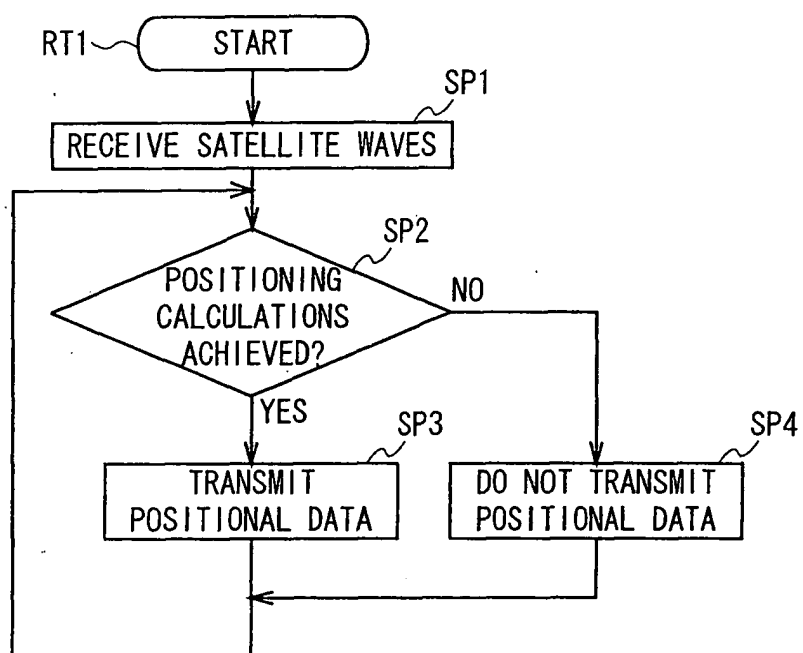 RT1
START
SP1
RECEIVE SATELLITE WAVES
SP2
POSITIONING
CALCULATIONS
ACHIEVED?
NO
YES
SP3
TRANSMIT
POSITIONAL DATA
SP4
DO NOT TRANSMIT
POSITIONAL DATA